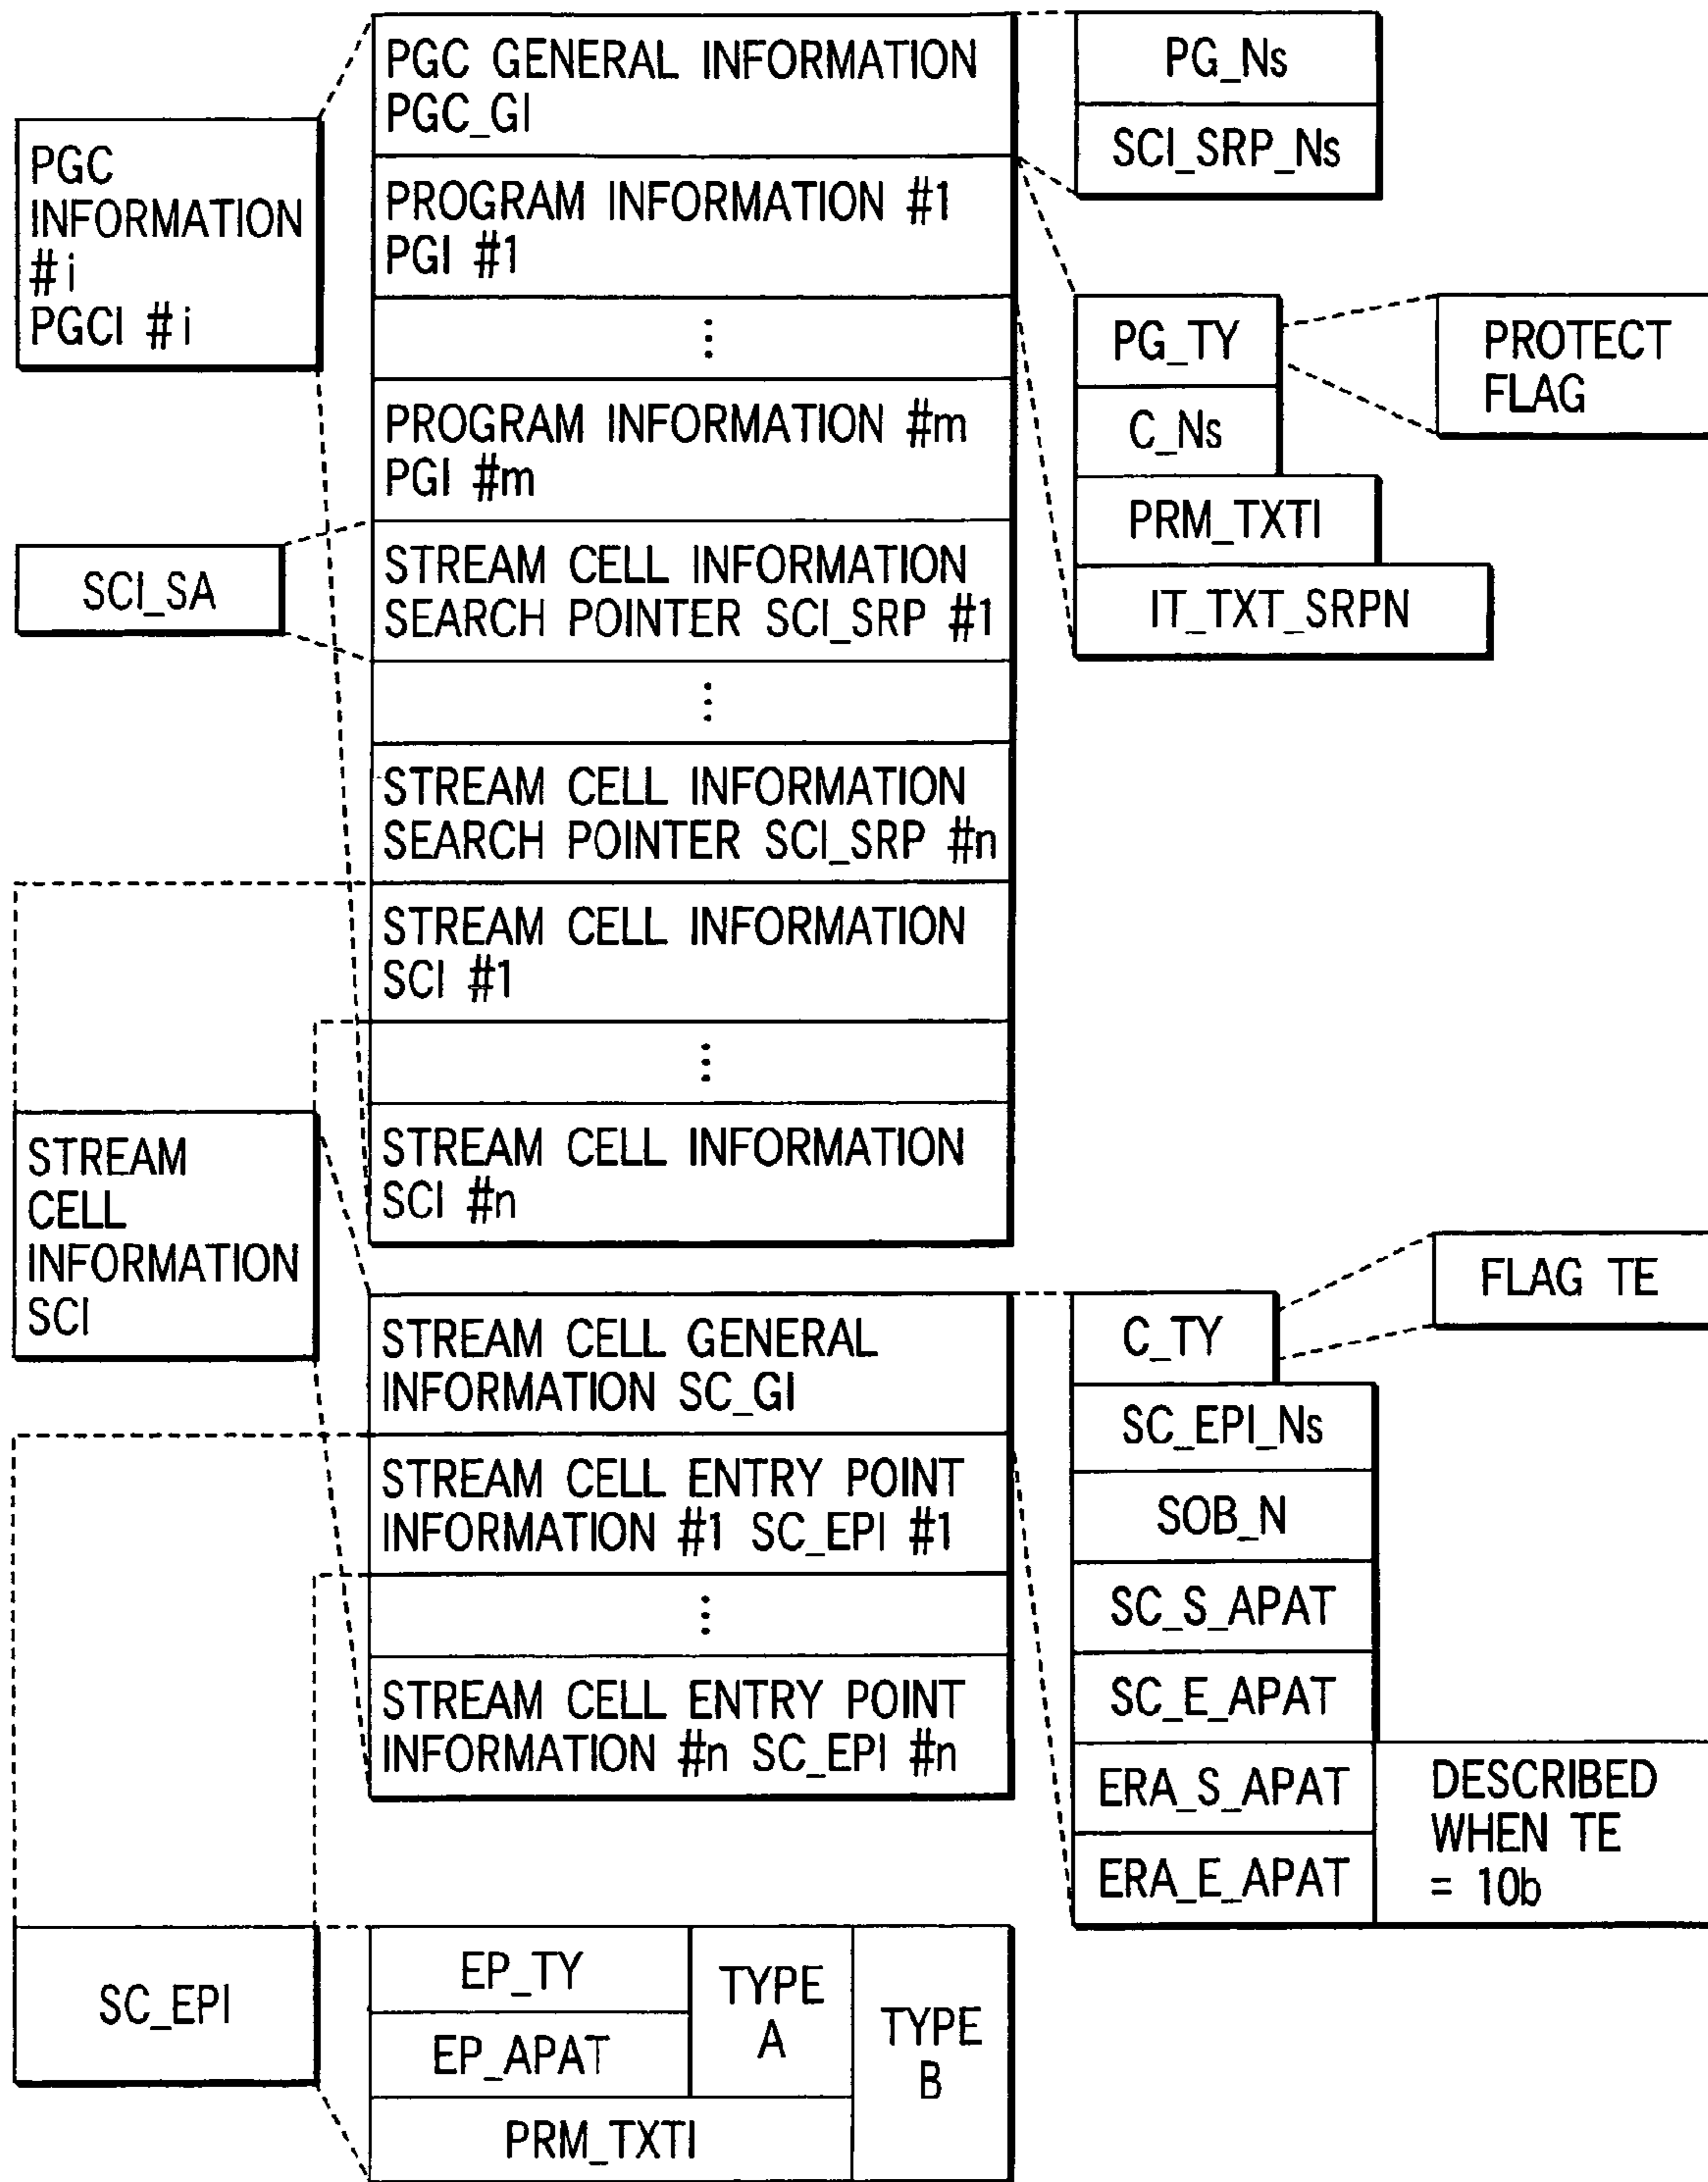 PGC
INFORMATION
#i
PGCI #i
PGC GENERAL INFORMATION
PGC_GI
PROGRAM INFORMATION #1
PGI #1
⋮
PROGRAM INFORMATION #m
PGI #m
STREAM CELL INFORMATION
SEARCH POINTER SCI_SRP #1
⋮
STREAM CELL INFORMATION
SEARCH POINTER SCI_SRP #n
STREAM CELL INFORMATION
SCI #1
⋮
STREAM CELL INFORMATION
SCI #n
PG_Ns
SCI_SRP_Ns
PG_TY
C_Ns
PRM_TXTI
IT_TXT_SRPN
PROTECT
FLAG
SCI_SA
STREAM
CELL
INFORMATION
SCI
STREAM CELL GENERAL
INFORMATION SC_GI
STREAM CELL ENTRY POINT
INFORMATION #1 SC_EPI #1
⋮
STREAM CELL ENTRY POINT
INFORMATION #n SC_EPI #n
C_TY
SC_EPI_Ns
SOB_N
SC_S_APAT
SC_E_APAT
ERA_S_APAT
ERA_E_APAT
FLAG TE
DESCRIBED
WHEN TE
= 10b
SC_EPI
EP_TY
EP_APAT
PRM_TXTI
TYPE
A
TYPE
B